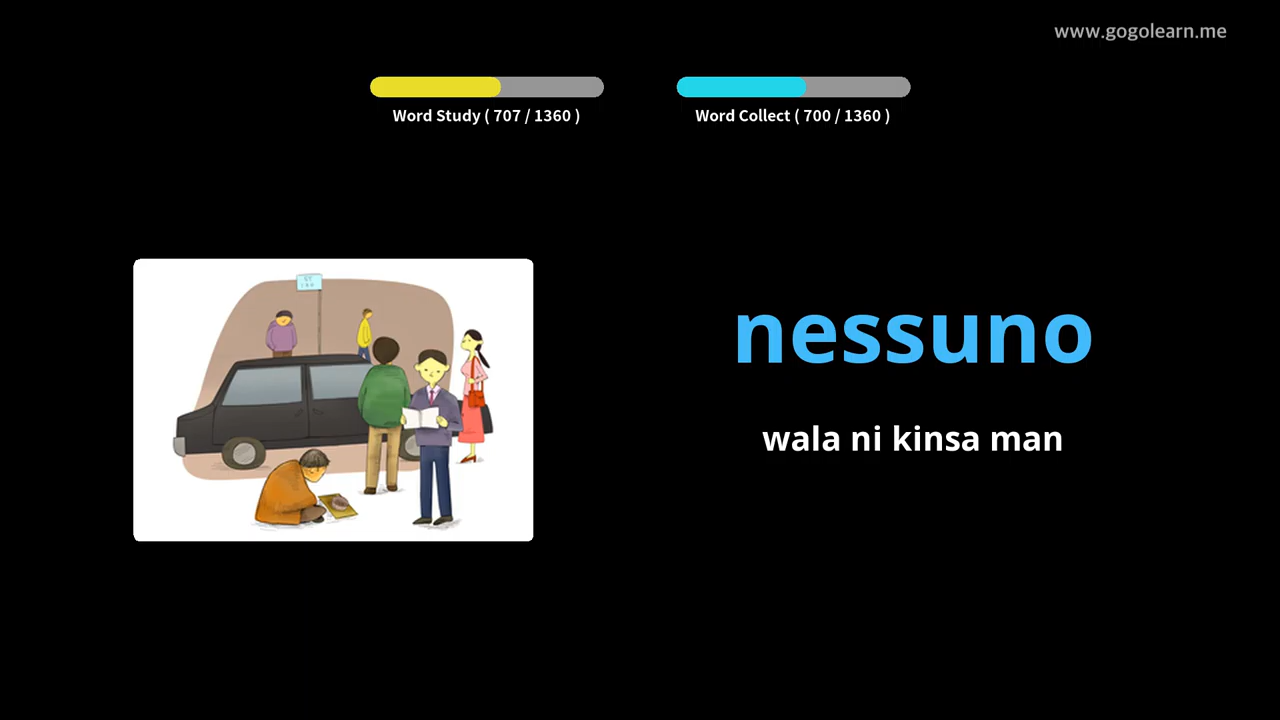 www.gogolearn.me
Word Study ( 707 / 1360 )
Word Collect ( 700 / 1360 )
nessuno
wala ni kinsa man